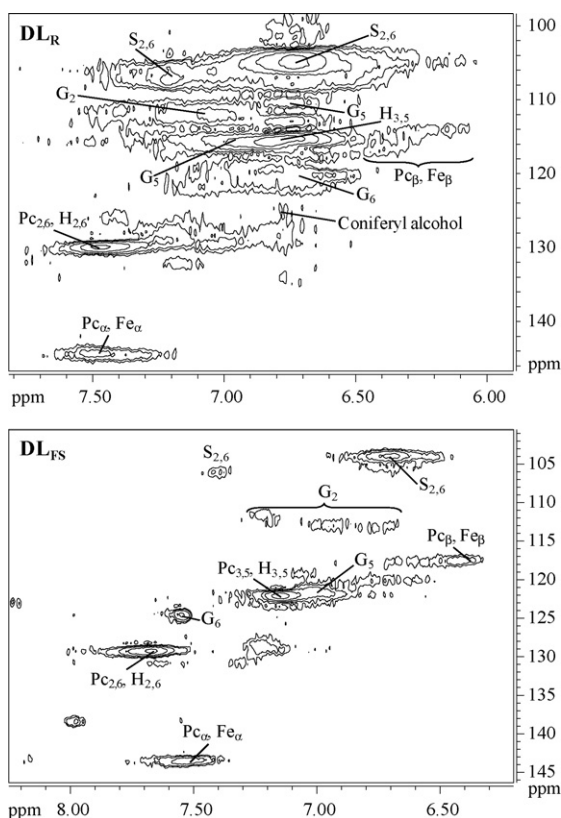 DL_R
S_2,6
S_2,6
100
G_2
G_5
110
H_3,5
G_5
G_6
Pc_β, Fe_β
120
Pc_2,6, H_2,6'
Coniferyl alcohol
130
Pc_α, Fe_α
140
ppm
ppm 7.50 7.00 6.50 6.00
DL_FS
S_2,6
S_2,6
105
G_2
110
Pc_β, Fe_β
115
Pc_3,5, H_3,5
G_5
120
G_6
125
Pc_2,6, H_2,6
130
135
Pc_α, Fe_α
140
145
ppm 8.00 7.50 7.00 6.50 ppm